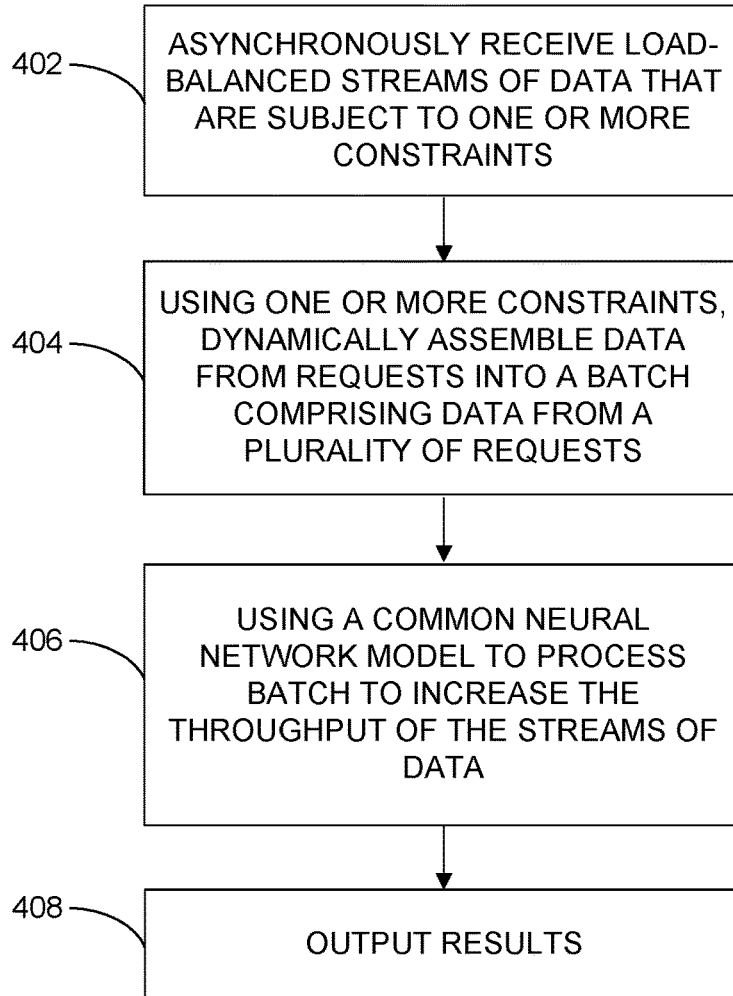 402
ASYNCHRONOUSLY RECEIVE LOAD-
BALANCED STREAMS OF DATA THAT
ARE SUBJECT TO ONE OR MORE
CONSTRAINTS
404
USING ONE OR MORE CONSTRAINTS,
DYNAMICALLY ASSEMBLE DATA
FROM REQUESTS INTO A BATCH
COMPRISING DATA FROM A
PLURALITY OF REQUESTS
406
USING A COMMON NEURAL
NETWORK MODEL TO PROCESS
BATCH TO INCREASE THE
THROUGHPUT OF THE STREAMS OF
DATA
408
OUTPUT RESULTS